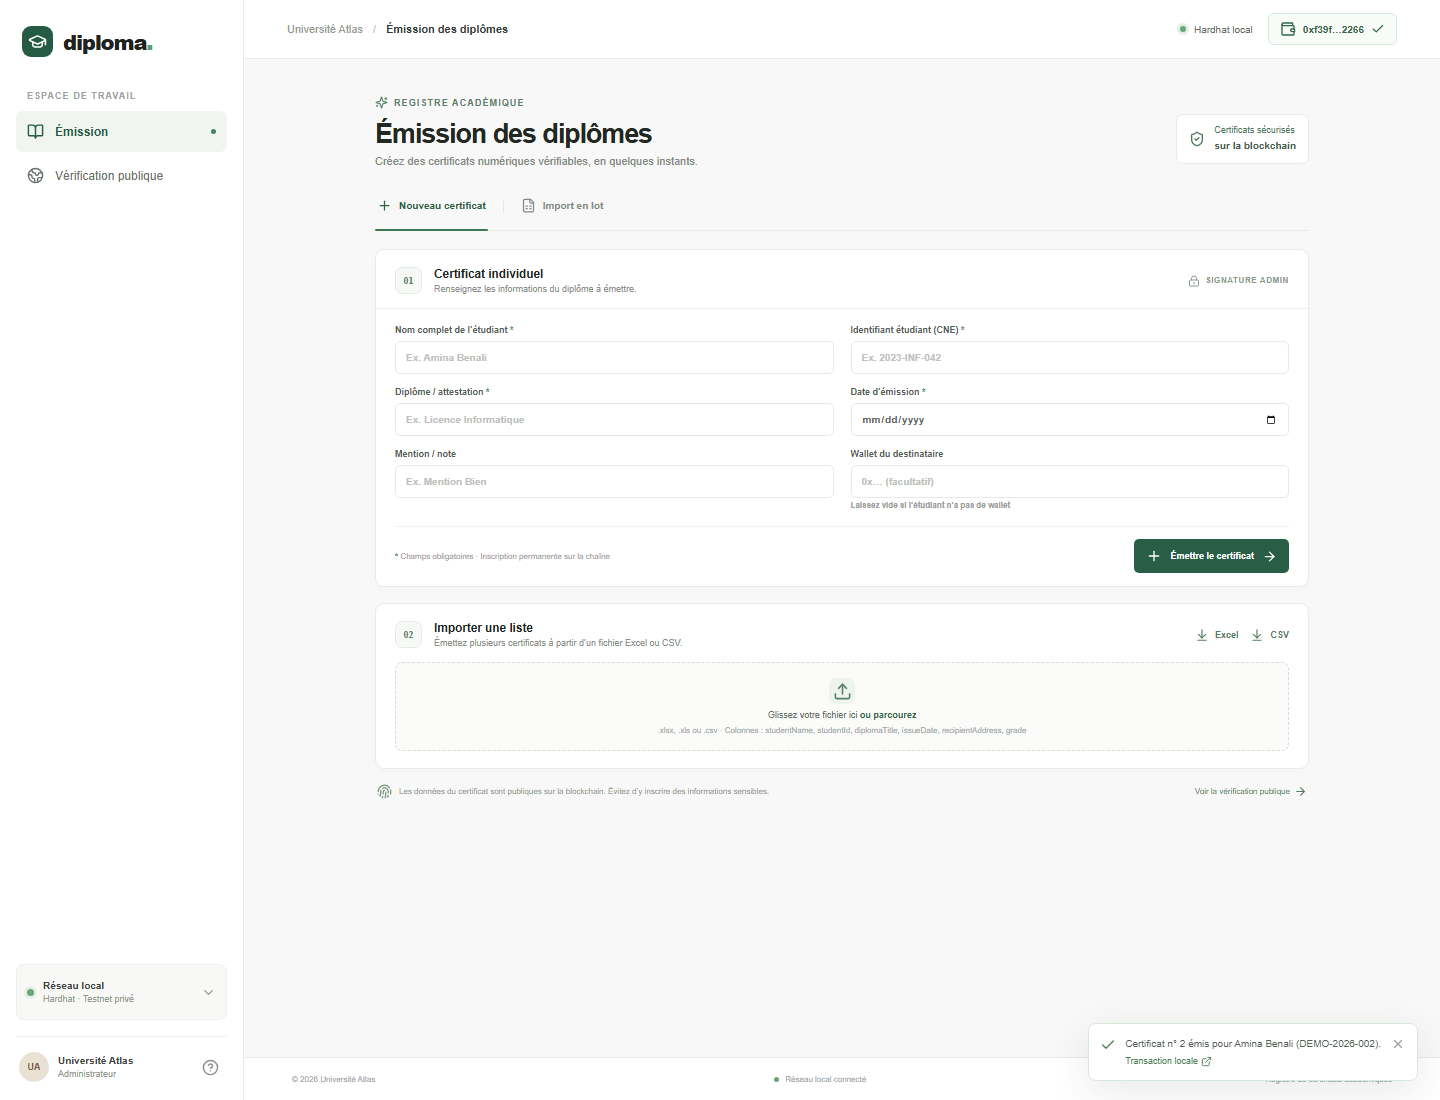 diploma.
ESPACE DE TRAVAIL
Émission
Vérification publique
Université Atlas / Émission des diplômes
Hardhat local
0xf39f...2266
REGISTRE ACADÉMIQUE
Émission des diplômes
Créez des certificats numériques vérifiables, en quelques instants.
Certificats sécurisés
sur la blockchain
Nouveau certificat
Import en lot
01
Certificat individuel
Renseignez les informations du diplôme à émettre.
SIGNATURE ADMIN
Nom complet de l'étudiant *
Identifiant étudiant (CNE) *
Ex. Amina Benali
Ex. 2023-INF-042
Diplôme / attestation *
Date d'émission *
Ex. Licence Informatique
mm/dd/yyyy
Mention / note
Wallet du destinataire
Ex. Mention Bien
0x... (facultatif)
Laissez vide si l'étudiant n'a pas de wallet
* Champs obligatoires · Inscription permanente sur la chaîne
Émettre le certificat
02
Importer une liste
Émettez plusieurs certificats à partir d'un fichier Excel ou CSV.
Excel
CSV
Glissez votre fichier ici ou parcourez
.xlsx, .xls ou .csv · Colonnes : studentName, studentId, diplomaTitle, issueDate, recipientAddress, grade
Les données du certificat sont publiques sur la blockchain. Évitez d'y inscrire des informations sensibles.
Voir la vérification publique
Réseau local
Hardhat · Testnet privé
UA
Université Atlas
Administrateur
© 2026 Université Atlas
Réseau local connecté
Certificat n° 2 émis pour Amina Benali (DEMO-2026-002).
Transaction locale